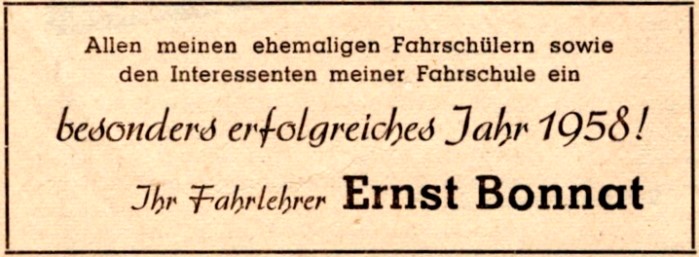 Allen meinen ehemaligen Fahrschülern sowie
den Interessenten meiner Fahrschule ein
besonders erfolgreiches Jahr 1958!
Ihr Fahrlehrer Ernst Bonnat